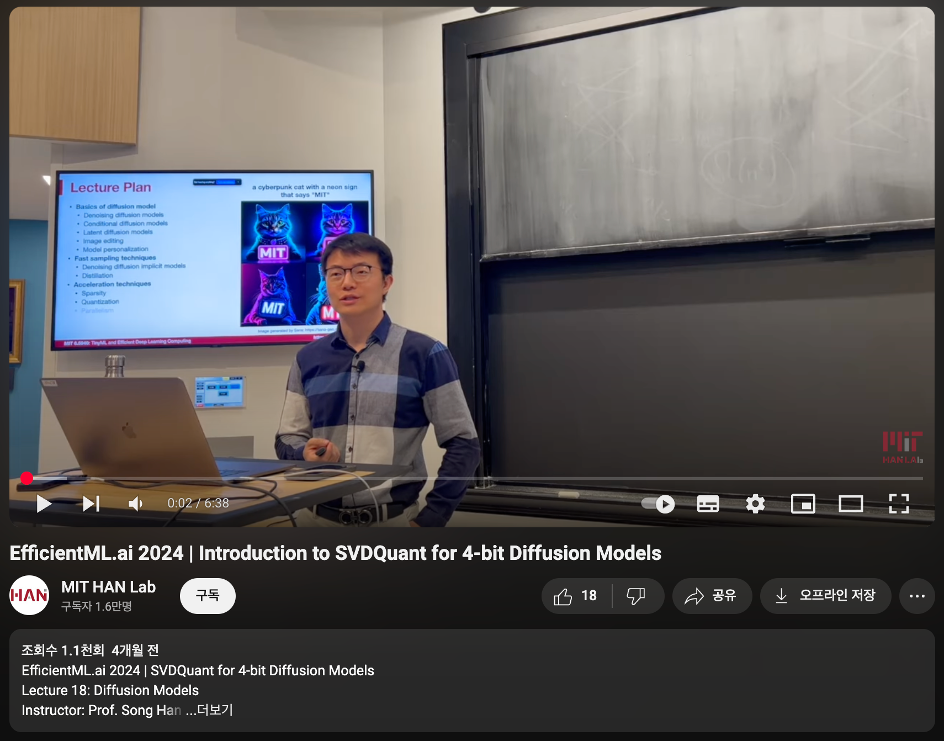 Lecture Plan
a cyberpunk cat with a neon sign
that says "MIT"
• Basics of diffusion model
• Denoising diffusion models
• Conditional diffusion models
• Latent diffusion models
• Image editing
• Model personalization
• Fast sampling techniques
• Denoising diffusion implicit models
• Distillation
• Acceleration techniques
• Sparsity
• Quantization
MIT
MIT
MIT 6.5940: TinyML and Efficient Deep Learning Computing
MIT
HAN LAB
0:02 / 6:38
EfficientML.ai 2024 | Introduction to SVDQuant for 4-bit Diffusion Models
HAN
MIT HAN Lab
구독자 1.6만명
구독
18
공유
오프라인 저장
조회수 1.1천회 4개월 전
EfficientML.ai 2024 | SVDQuant for 4-bit Diffusion Models
Lecture 18: Diffusion Models
Instructor: Prof. Song Han ...더보기